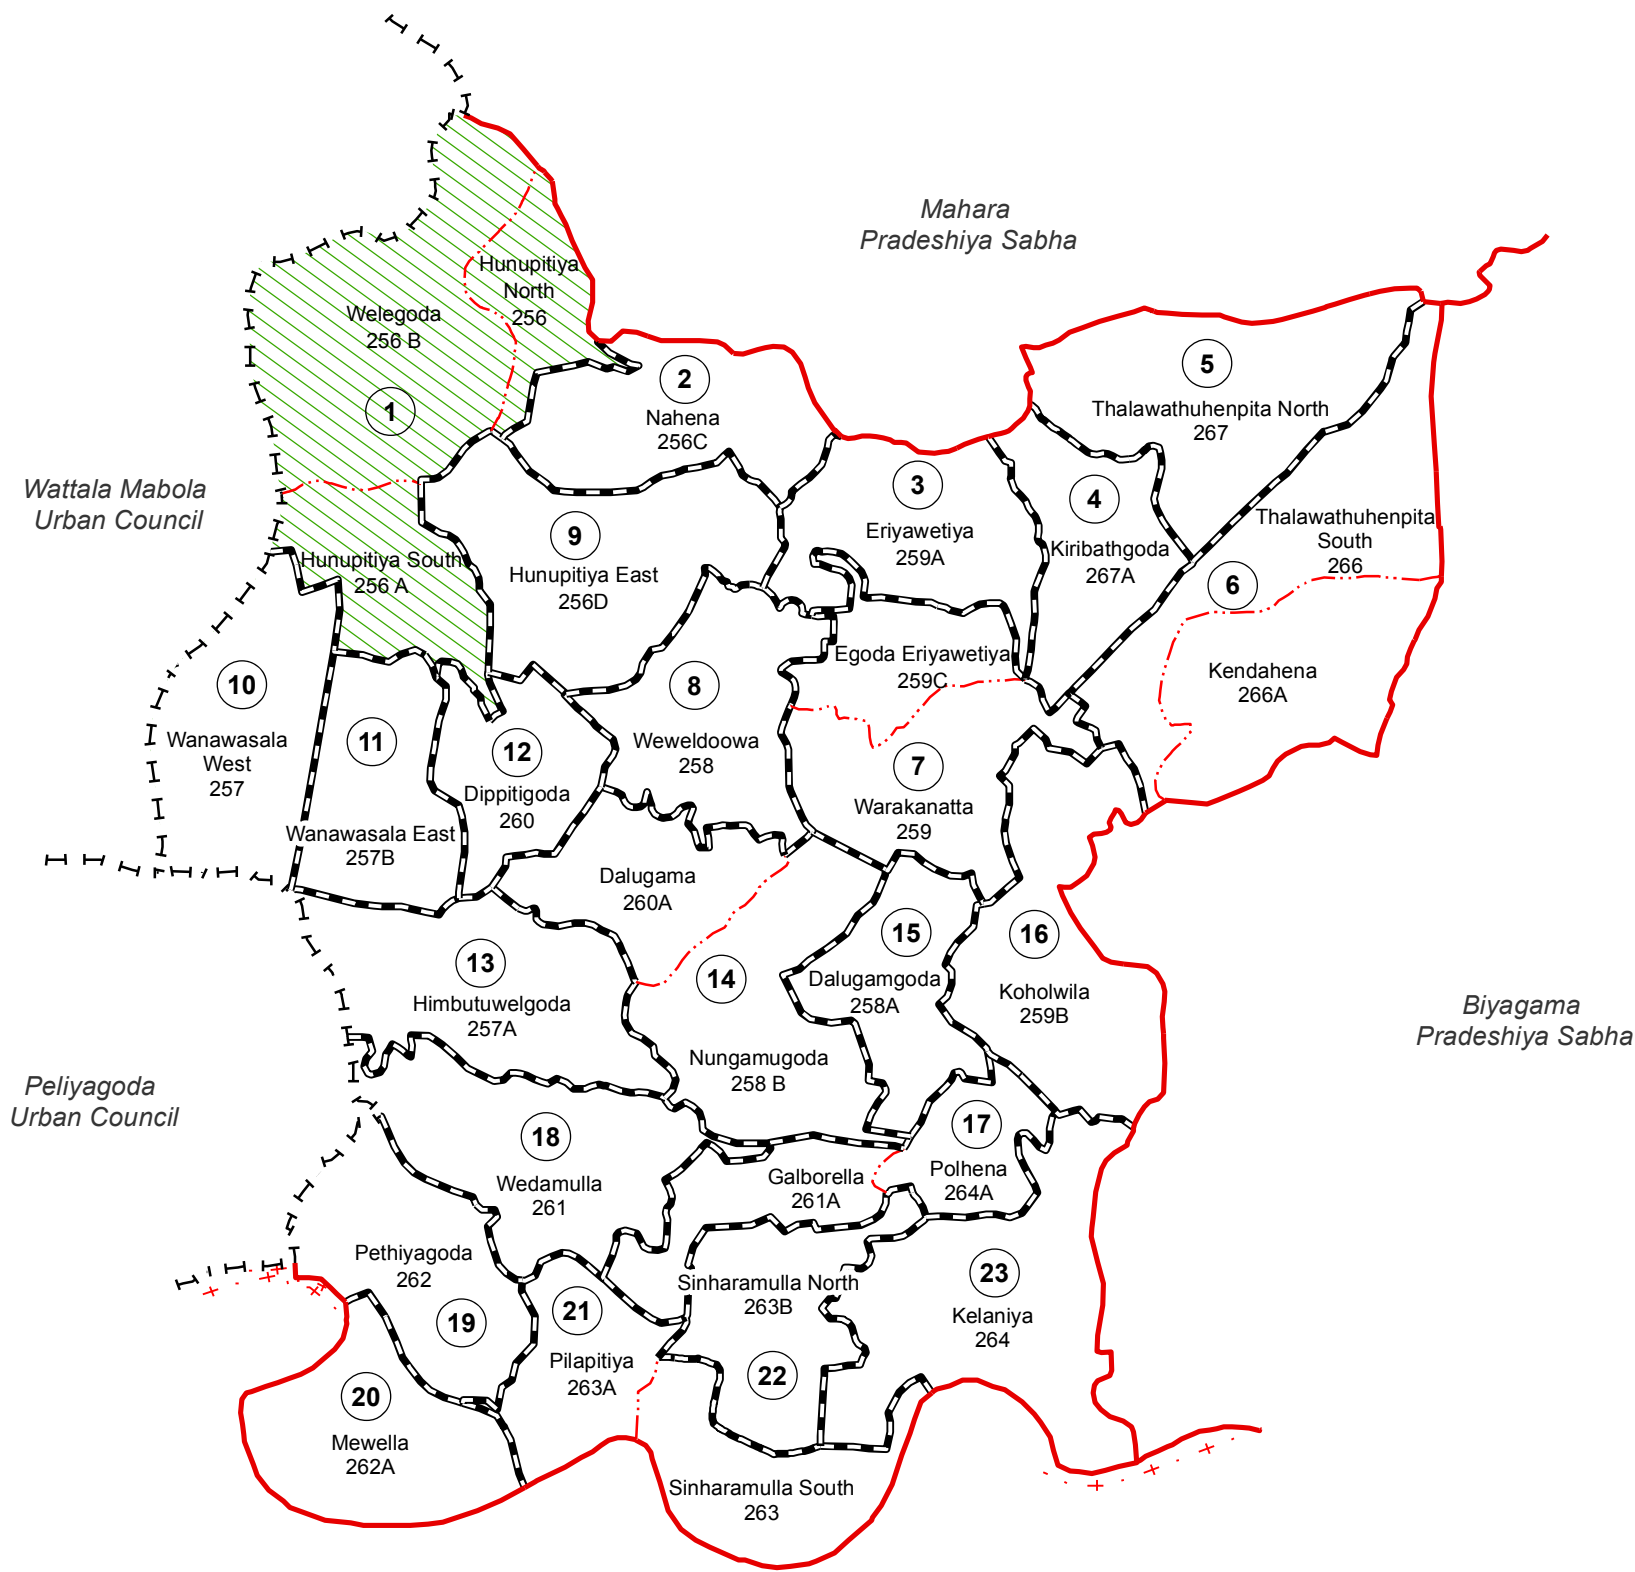 Mahara
Pradeshiya Sabha
Hunupitiya
North
256
Welegoda
256 B
1
2
Nahena
256C
5
Thalawathuhenpita North
267
Wattala Mabola
Urban Council
3
Eriyawetiya
259A
4
Kiribathgoda
267A
Thalawathuhenpita
South
266
9
Hunupitiya East
256D
Hunupitiya South
256 A
6
Kendahena
266A
Egoda Eriyawetiya
259C
10
Wanawasala
West
257
8
Weweldoowa
258
11
12
Dippitigoda
260
7
Warakanatta
259
Wanawasala East
257B
Dalugama
260A
15
Dalugamgoda
258A
16
Koholwila
259B
13
Himbutuwelgoda
257A
14
Nungamugoda
258 B
Biyagama
Pradeshiya Sabha
Peliyagoda
Urban Council
18
Wedamulla
261
17
Polhena
264A
Galborella
261A
Pethiyagoda
262
19
21
Pilapitiya
263A
Sinharamulla North
263B
22
23
Kelaniya
264
20
Mewella
262A
Sinharamulla South
263